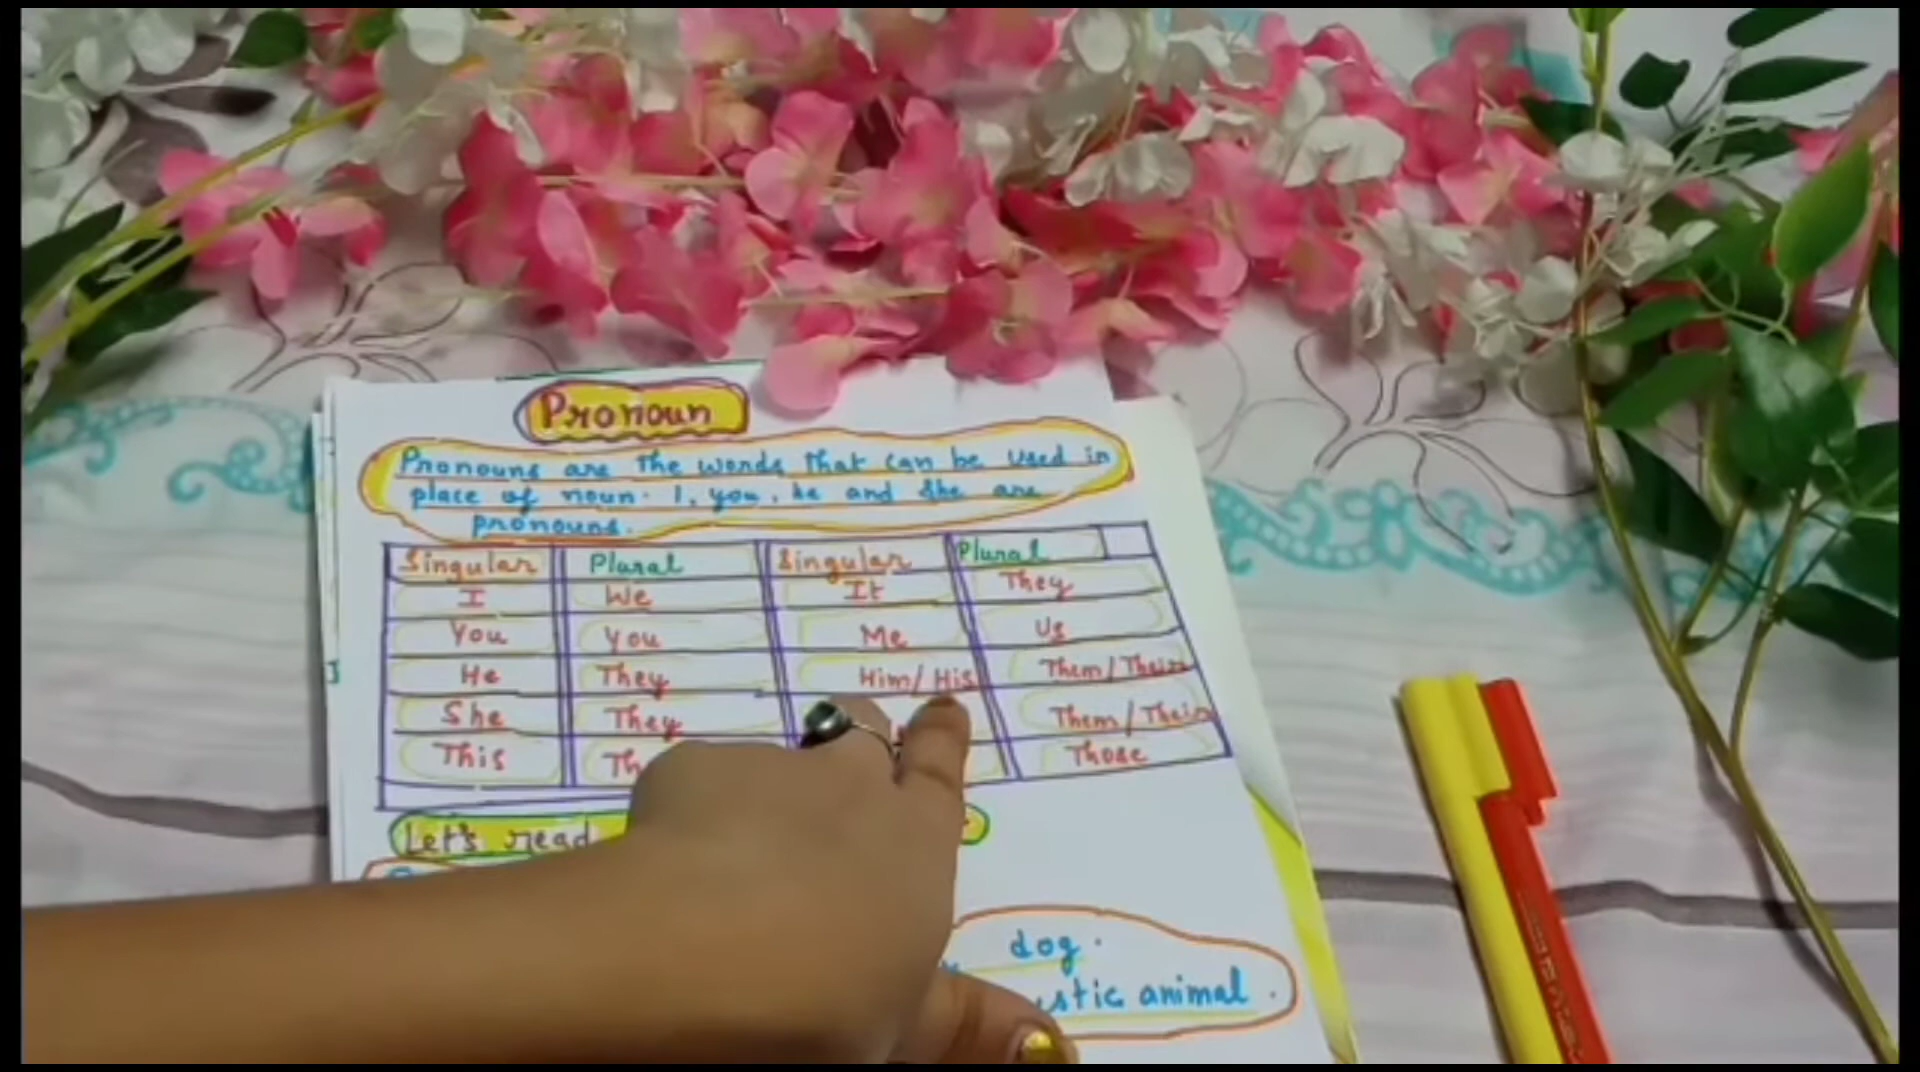 Pronoun
Pronouns are the words that can be used in
place of noun. I, you, he and she are
pronouns.
Singular Plural Singular Plural
I We It They
You You Me Us
He They Him/His Them/Their
She They Them/Their
This Those
Let's read
dog.
animal.